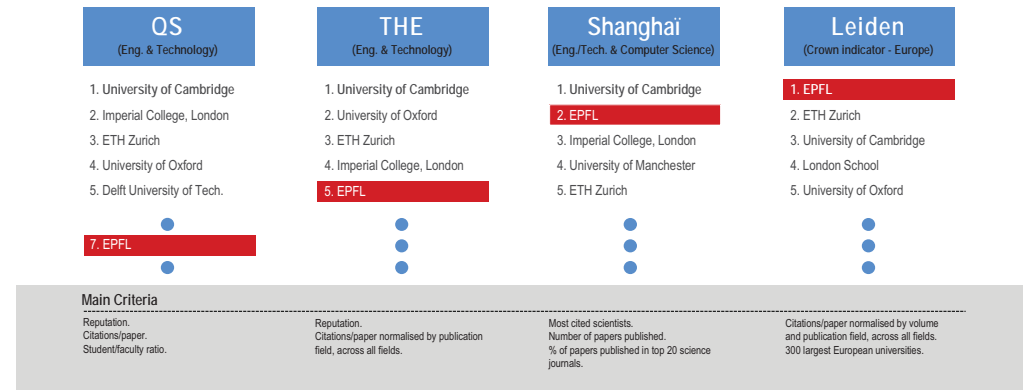 QS
(Eng. & Technology)
1. University of Cambridge
2. Imperial College, London
3. ETH Zurich
4. University of Oxford
5. Delft University of Tech.
7. EPFL
THE
(Eng. & Technology)
1. University of Cambridge
2. University of Oxford
3. ETH Zurich
4. Imperial College, London
5. EPFL
Shanghaï
(Eng./Tech. & Computer Science)
1. University of Cambridge
2. EPFL
3. Imperial College, London
4. University of Manchester
5. ETH Zurich
Leiden
(Crown indicator - Europe)
1. EPFL
2. ETH Zurich
3. University of Cambridge
4. London School
5. University of Oxford
Main Criteria
Reputation.
Citations/paper.
Student/faculty ratio.
Reputation.
Citations/paper normalised by publication
field, across all fields.
Most cited scientists.
Number of papers published.
% of papers published in top 20 science
journals.
Citations/paper normalised by volume
and publication field, across all fields.
300 largest European universities.